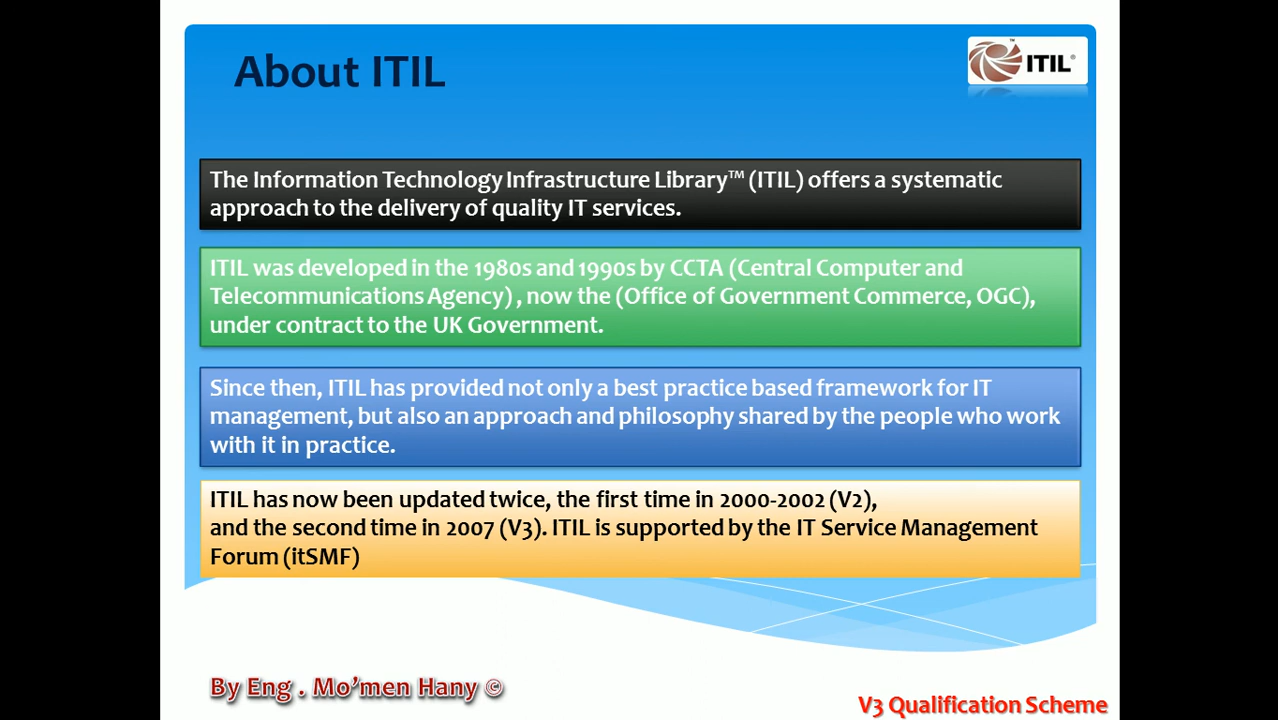 About ITIL
ITIL®
The Information Technology Infrastructure Library™ (ITIL) offers a systematic
approach to the delivery of quality IT services.
ITIL was developed in the 1980s and 1990s by CCTA (Central Computer and
Telecommunications Agency) , now the (Office of Government Commerce, OGC),
under contract to the UK Government.
Since then, ITIL has provided not only a best practice based framework for IT
management, but also an approach and philosophy shared by the people who work
with it in practice.
ITIL has now been updated twice, the first time in 2000-2002 (V2),
and the second time in 2007 (V3). ITIL is supported by the IT Service Management
Forum (itSMF)
By Eng . Mo’men Hany ©
V3 Qualification Scheme